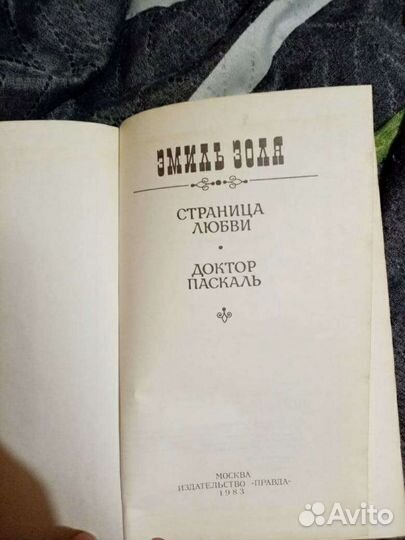 ЭМИЛЬ ЗОЛЯ
СТРАНИЦА
ЛЮБВИ
•
ДОКТОР
ПАСКАЛЬ
МОСКВА
ИЗДАТЕЛЬСТВО «ПРАВДА»
1983
Avito